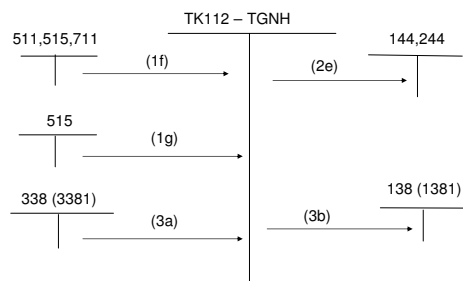 TK112 – TGNH
511,515,711
144,244
(1f)
(2e)
515
(1g)
338 (3381)
138 (1381)
(3a)
(3b)